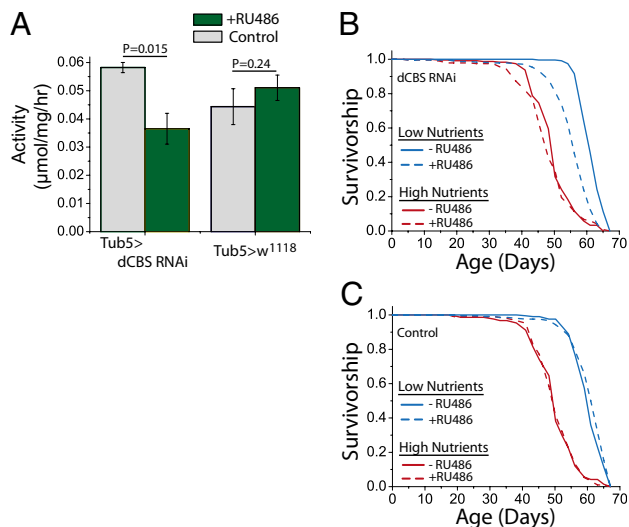 A
+RU486
Control
P=0.015
P=0.24
Activity
(μmol/mg/hr)
0.06
0.05
0.04
0.03
0.02
0.01
0.00
Tub5>
dCBS RNAi
Tub5>w1118
B
dCBS RNAi
Survivorship
1.0
0.8
0.6
0.4
0.2
0.0
Low Nutrients
- RU486
+RU486
High Nutrients
- RU486
+RU486
0 10 20 30 40 50 60 70
Age (Days)
C
Control
Survivorship
1.0
0.8
0.6
0.4
0.2
0.0
Low Nutrients
- RU486
+RU486
High Nutrients
- RU486
+RU486
0 10 20 30 40 50 60 70
Age (Days)